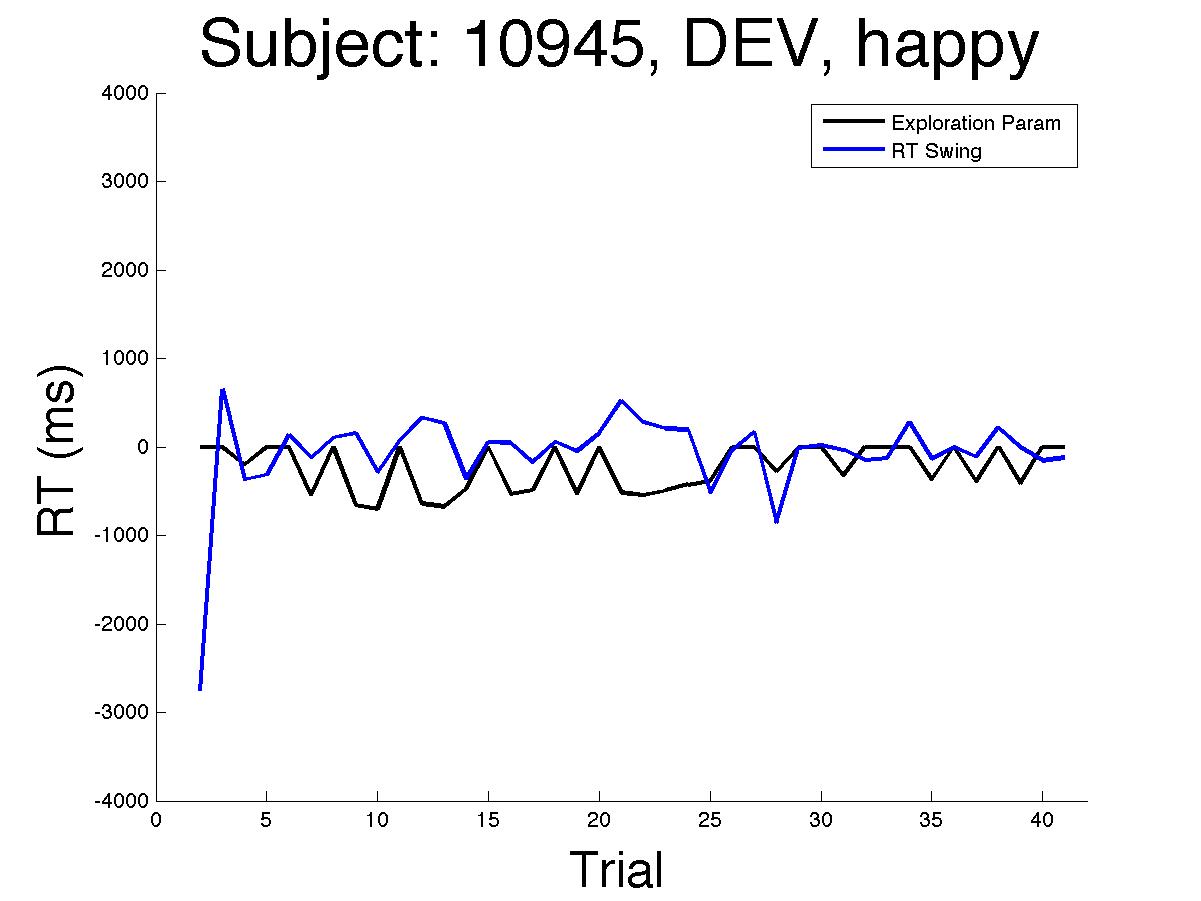 Subject: 10945, DEV, happy
Exploration Param
RT Swing
RT (ms)
4000
3000
2000
1000
0
-1000
-2000
-3000
-4000
0 5 10 15 20 25 30 35 40
Trial